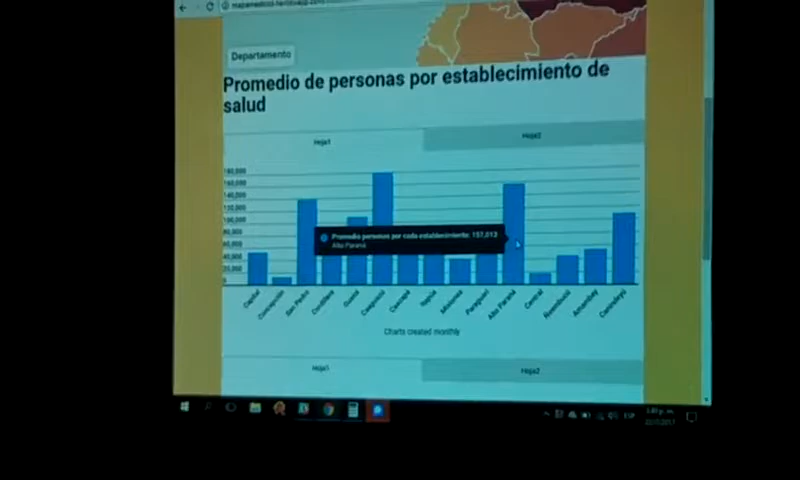 Departamento
Promedio de personas por establecimiento de
salud
Hoja1
Hoja2
180,000
160,000
140,000
120,000
100,000
80,000
60,000
40,000
20,000
0
Promedio personas por cada establecimiento: 157,013
Alto Paraná
Capital
Concepción
San Pedro
Cordillera
Guairá
Caaguazú
Caazapá
Itapúa
Misiones
Paraguarí
Alto Paraná
Central
Ñeembucú
Amambay
Canindeyú
Charts created monthly
Hoja1
Hoja2
ESP